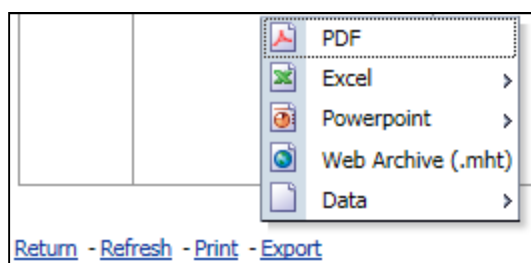 PDF
Excel
Powerpoint
Web Archive (.mht)
Data
Return - Refresh - Print - Export